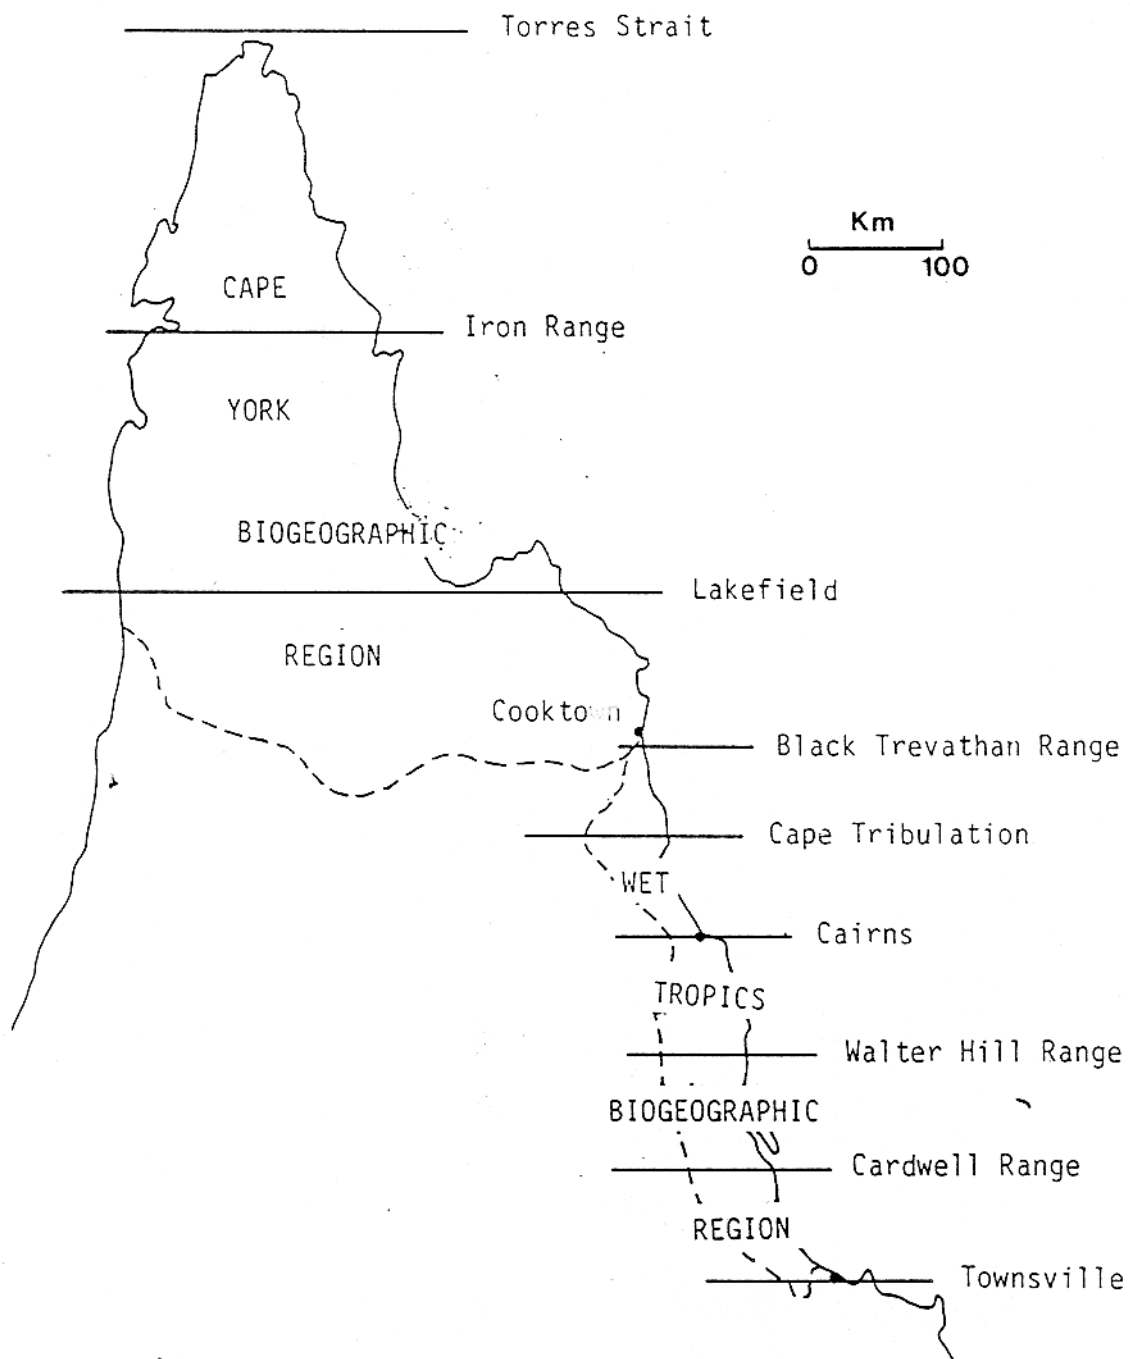 Torres Strait
Km
0 100
CAPE
Iron Range
YORK
BIOGEOGRAPHIC
Lakefield
REGION
Cooktown
Black Trevathan Range
Cape Tribulation
WET
Cairns
TROPICS
Walter Hill Range
BIOGEOGRAPHIC
Cardwell Range
REGION
Townsville